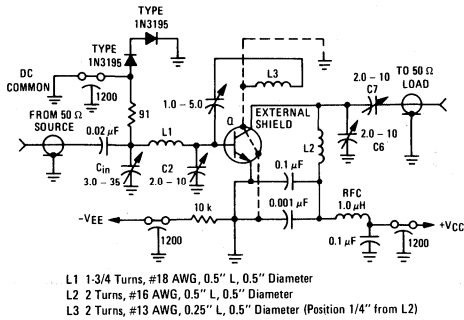 TYPE
1N3195
TYPE
1N3195
DC
COMMON
1200
91
FROM 50 Ω
SOURCE
0.02 μF
C in
3.0 – 35
L1
C2
2.0 – 10
1.0 – 5.0
L3
Q
EXTERNAL
SHIELD
L2
2.0 – 10
C7
TO 50 Ω
LOAD
2.0 – 10
C6
0.1 μF
0.001 μF
RFC
1.0 μH
–VEE
1200
10 k
0.1 μF
1200
+VCC
L1 1-3/4 Turns, #18 AWG, 0.5" L, 0.5" Diameter
L2 2 Turns, #16 AWG, 0.5" L, 0.5" Diameter
L3 2 Turns, #13 AWG, 0.25" L, 0.5" Diameter (Position 1/4" from L2)